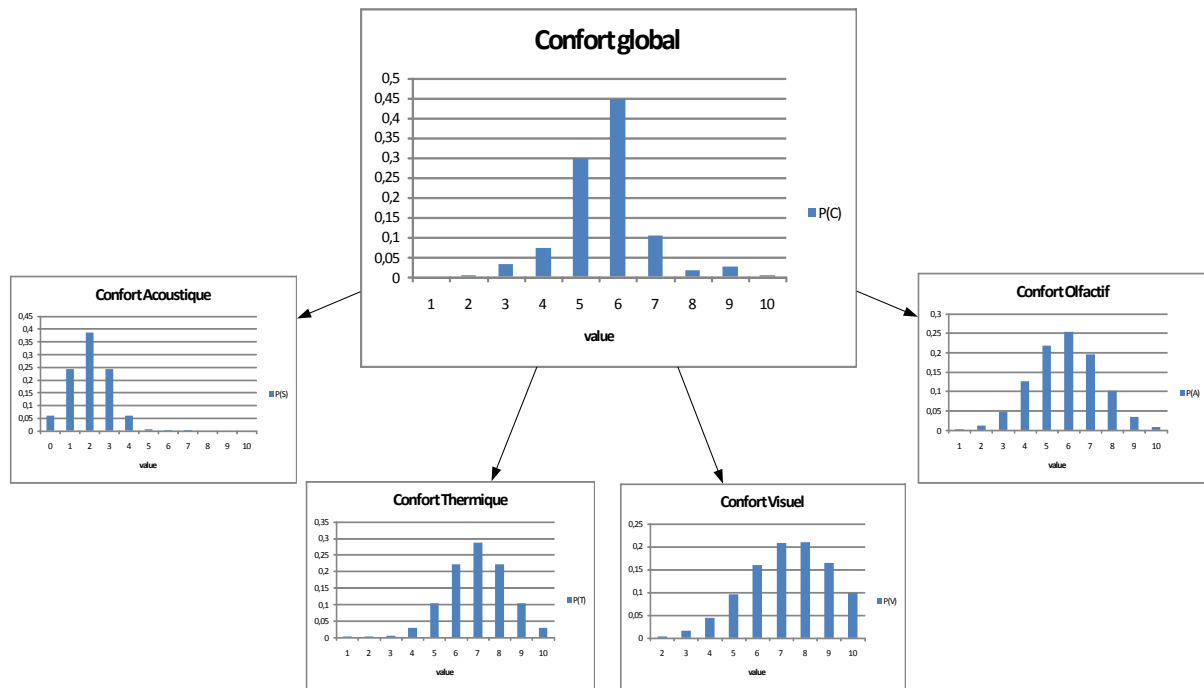 Confort global
0,5
0,45
0,4
0,35
0,3
0,25
0,2
0,15
0,1
0,05
0
1 2 3 4 5 6 7 8 9 10
value
P(C)
Confort Acoustique
0,45
0,4
0,35
0,3
0,25
0,2
0,15
0,1
0,05
0
0 1 2 3 4 5 6 7 8 9 10
value
P(S)
Confort Olfactif
0,3
0,25
0,2
0,15
0,1
0,05
0
1 2 3 4 5 6 7 8 9 10
value
P(A)
Confort Thermique
0,35
0,3
0,25
0,2
0,15
0,1
0,05
0
1 2 3 4 5 6 7 8 9 10
value
P(T)
Confort Visuel
0,25
0,2
0,15
0,1
0,05
0
2 3 4 5 6 7 8 9 10
value
P(V)